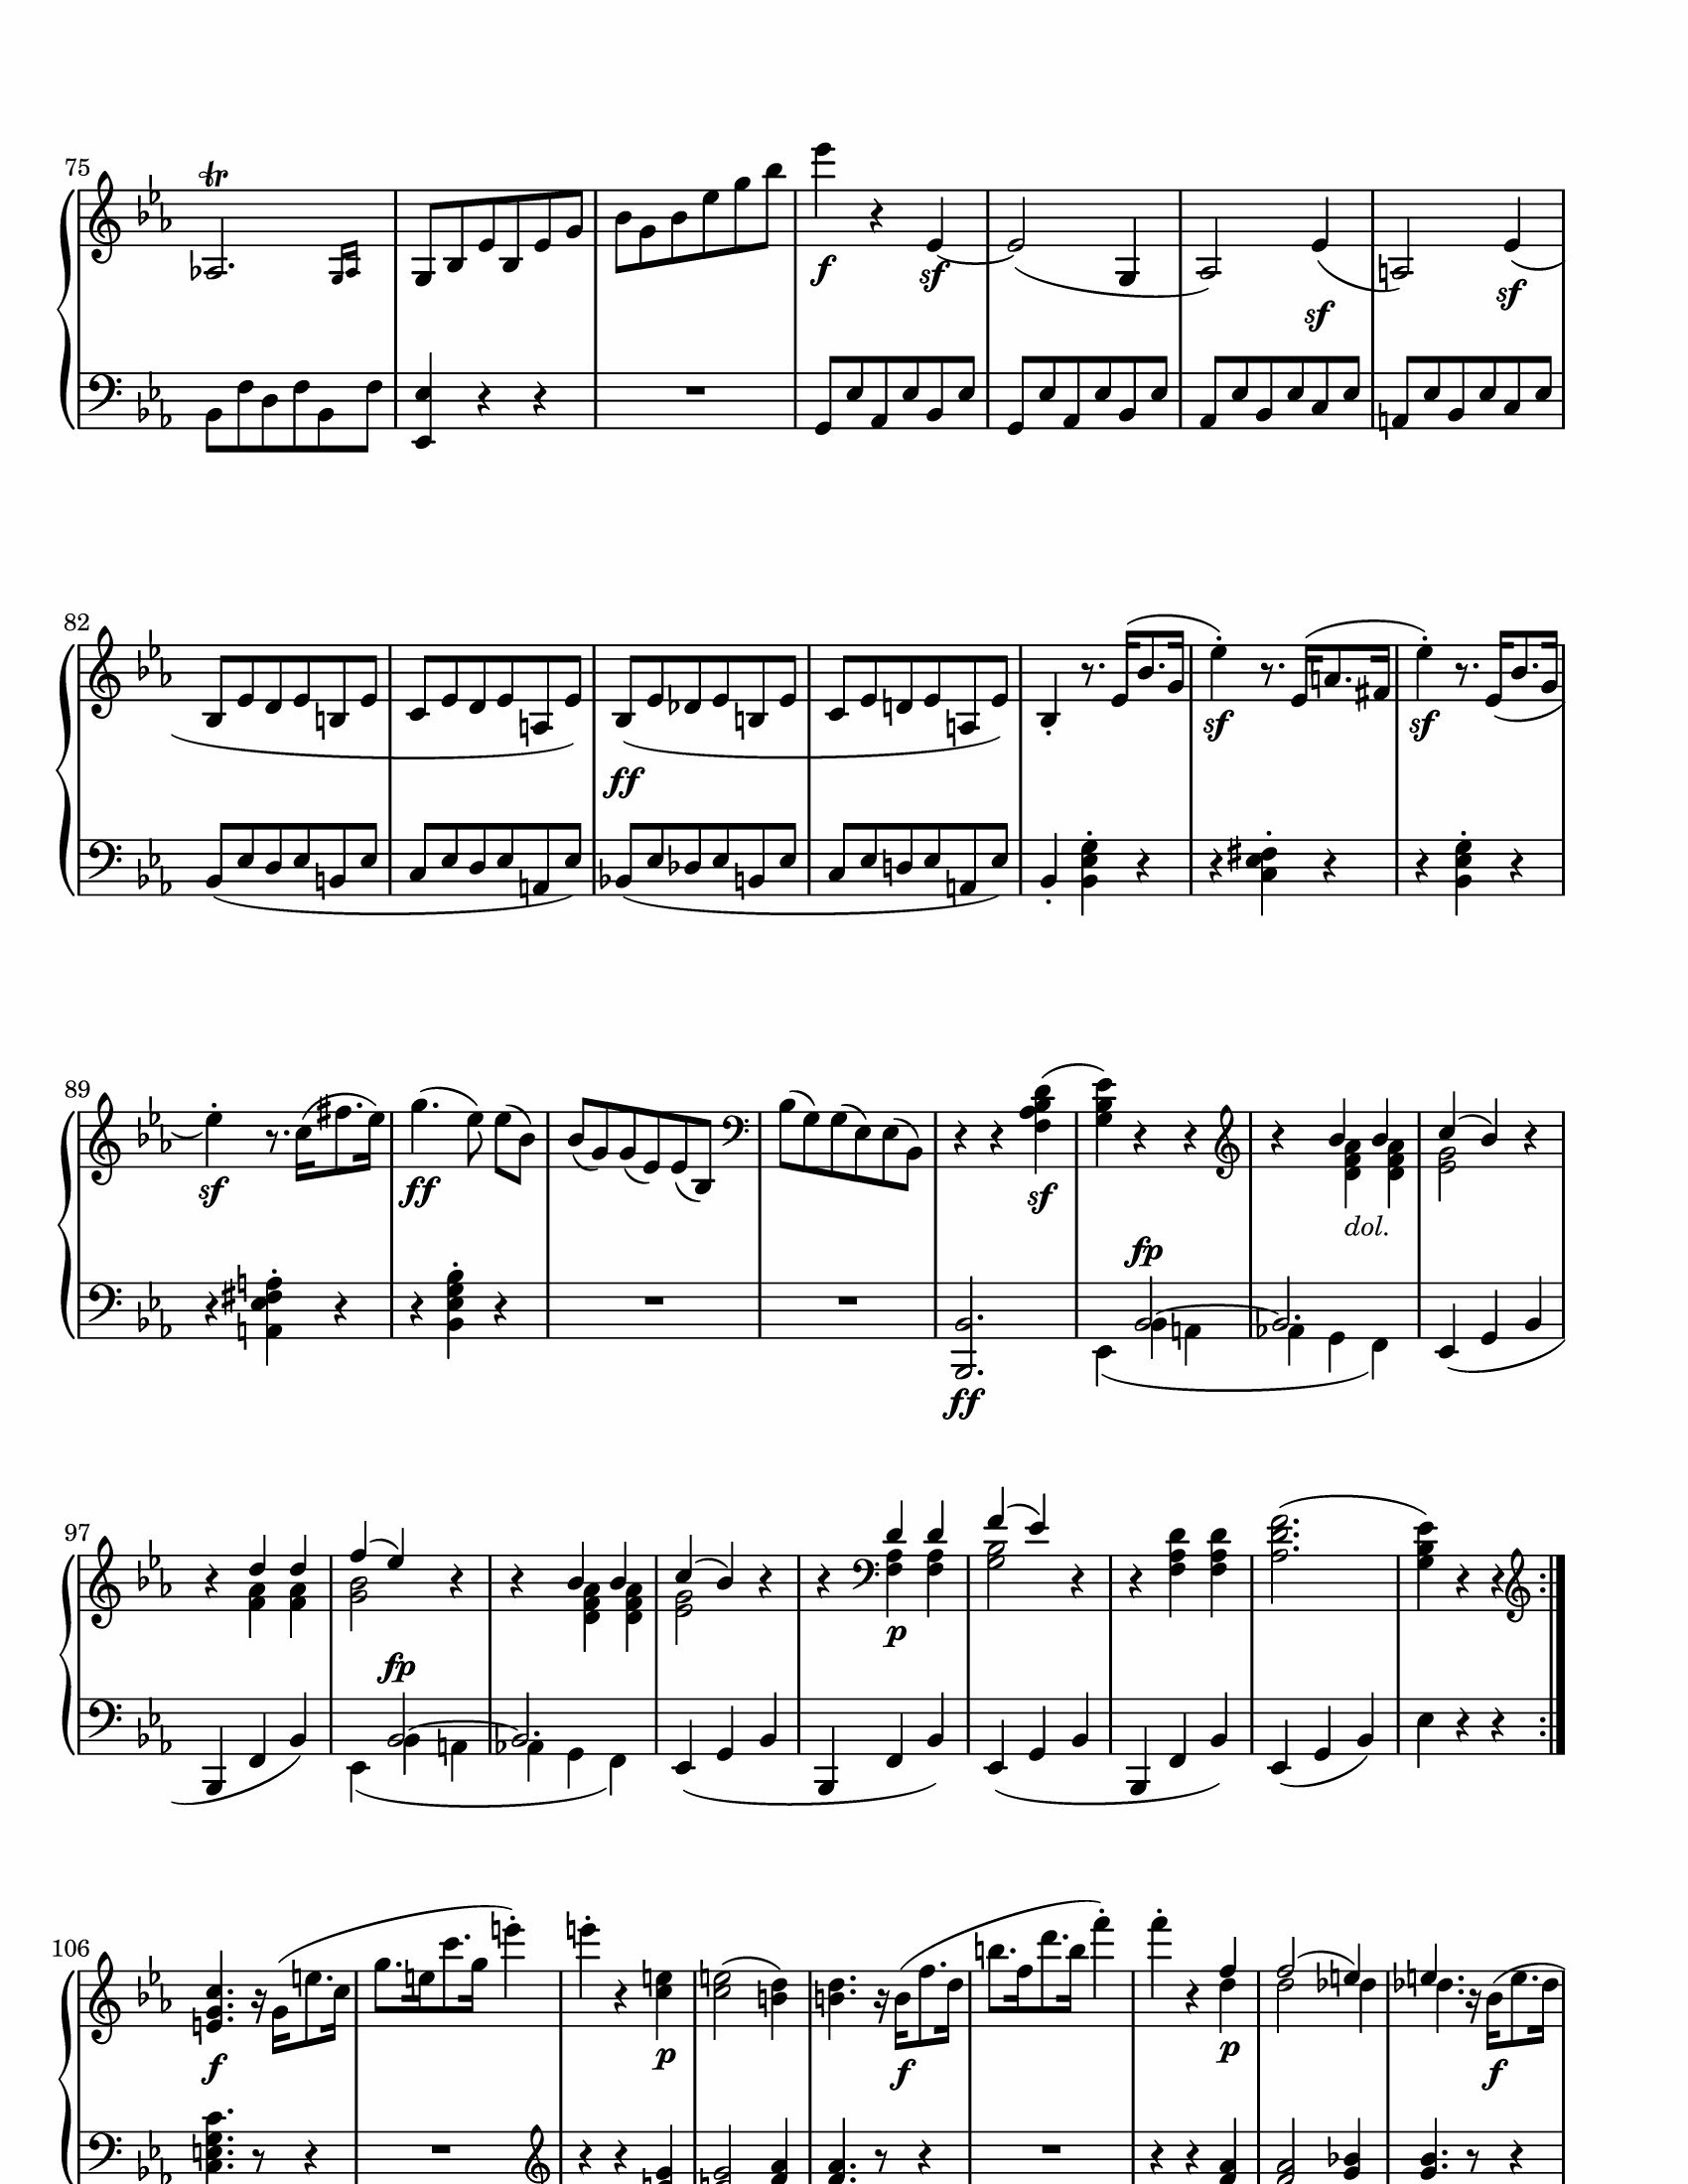 75
tr
f sf sf sf
82
ff sf sf
89
sf ff sf
dol.
fp
ff
97
fp p
106
f p f p f